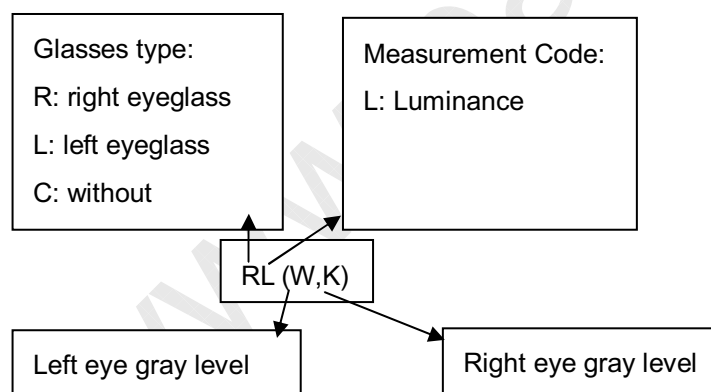 Glasses type:
R: right eyeglass
L: left eyeglass
C: without
Measurement Code:
L: Luminance
RL (W,K)
Left eye gray level
Right eye gray level